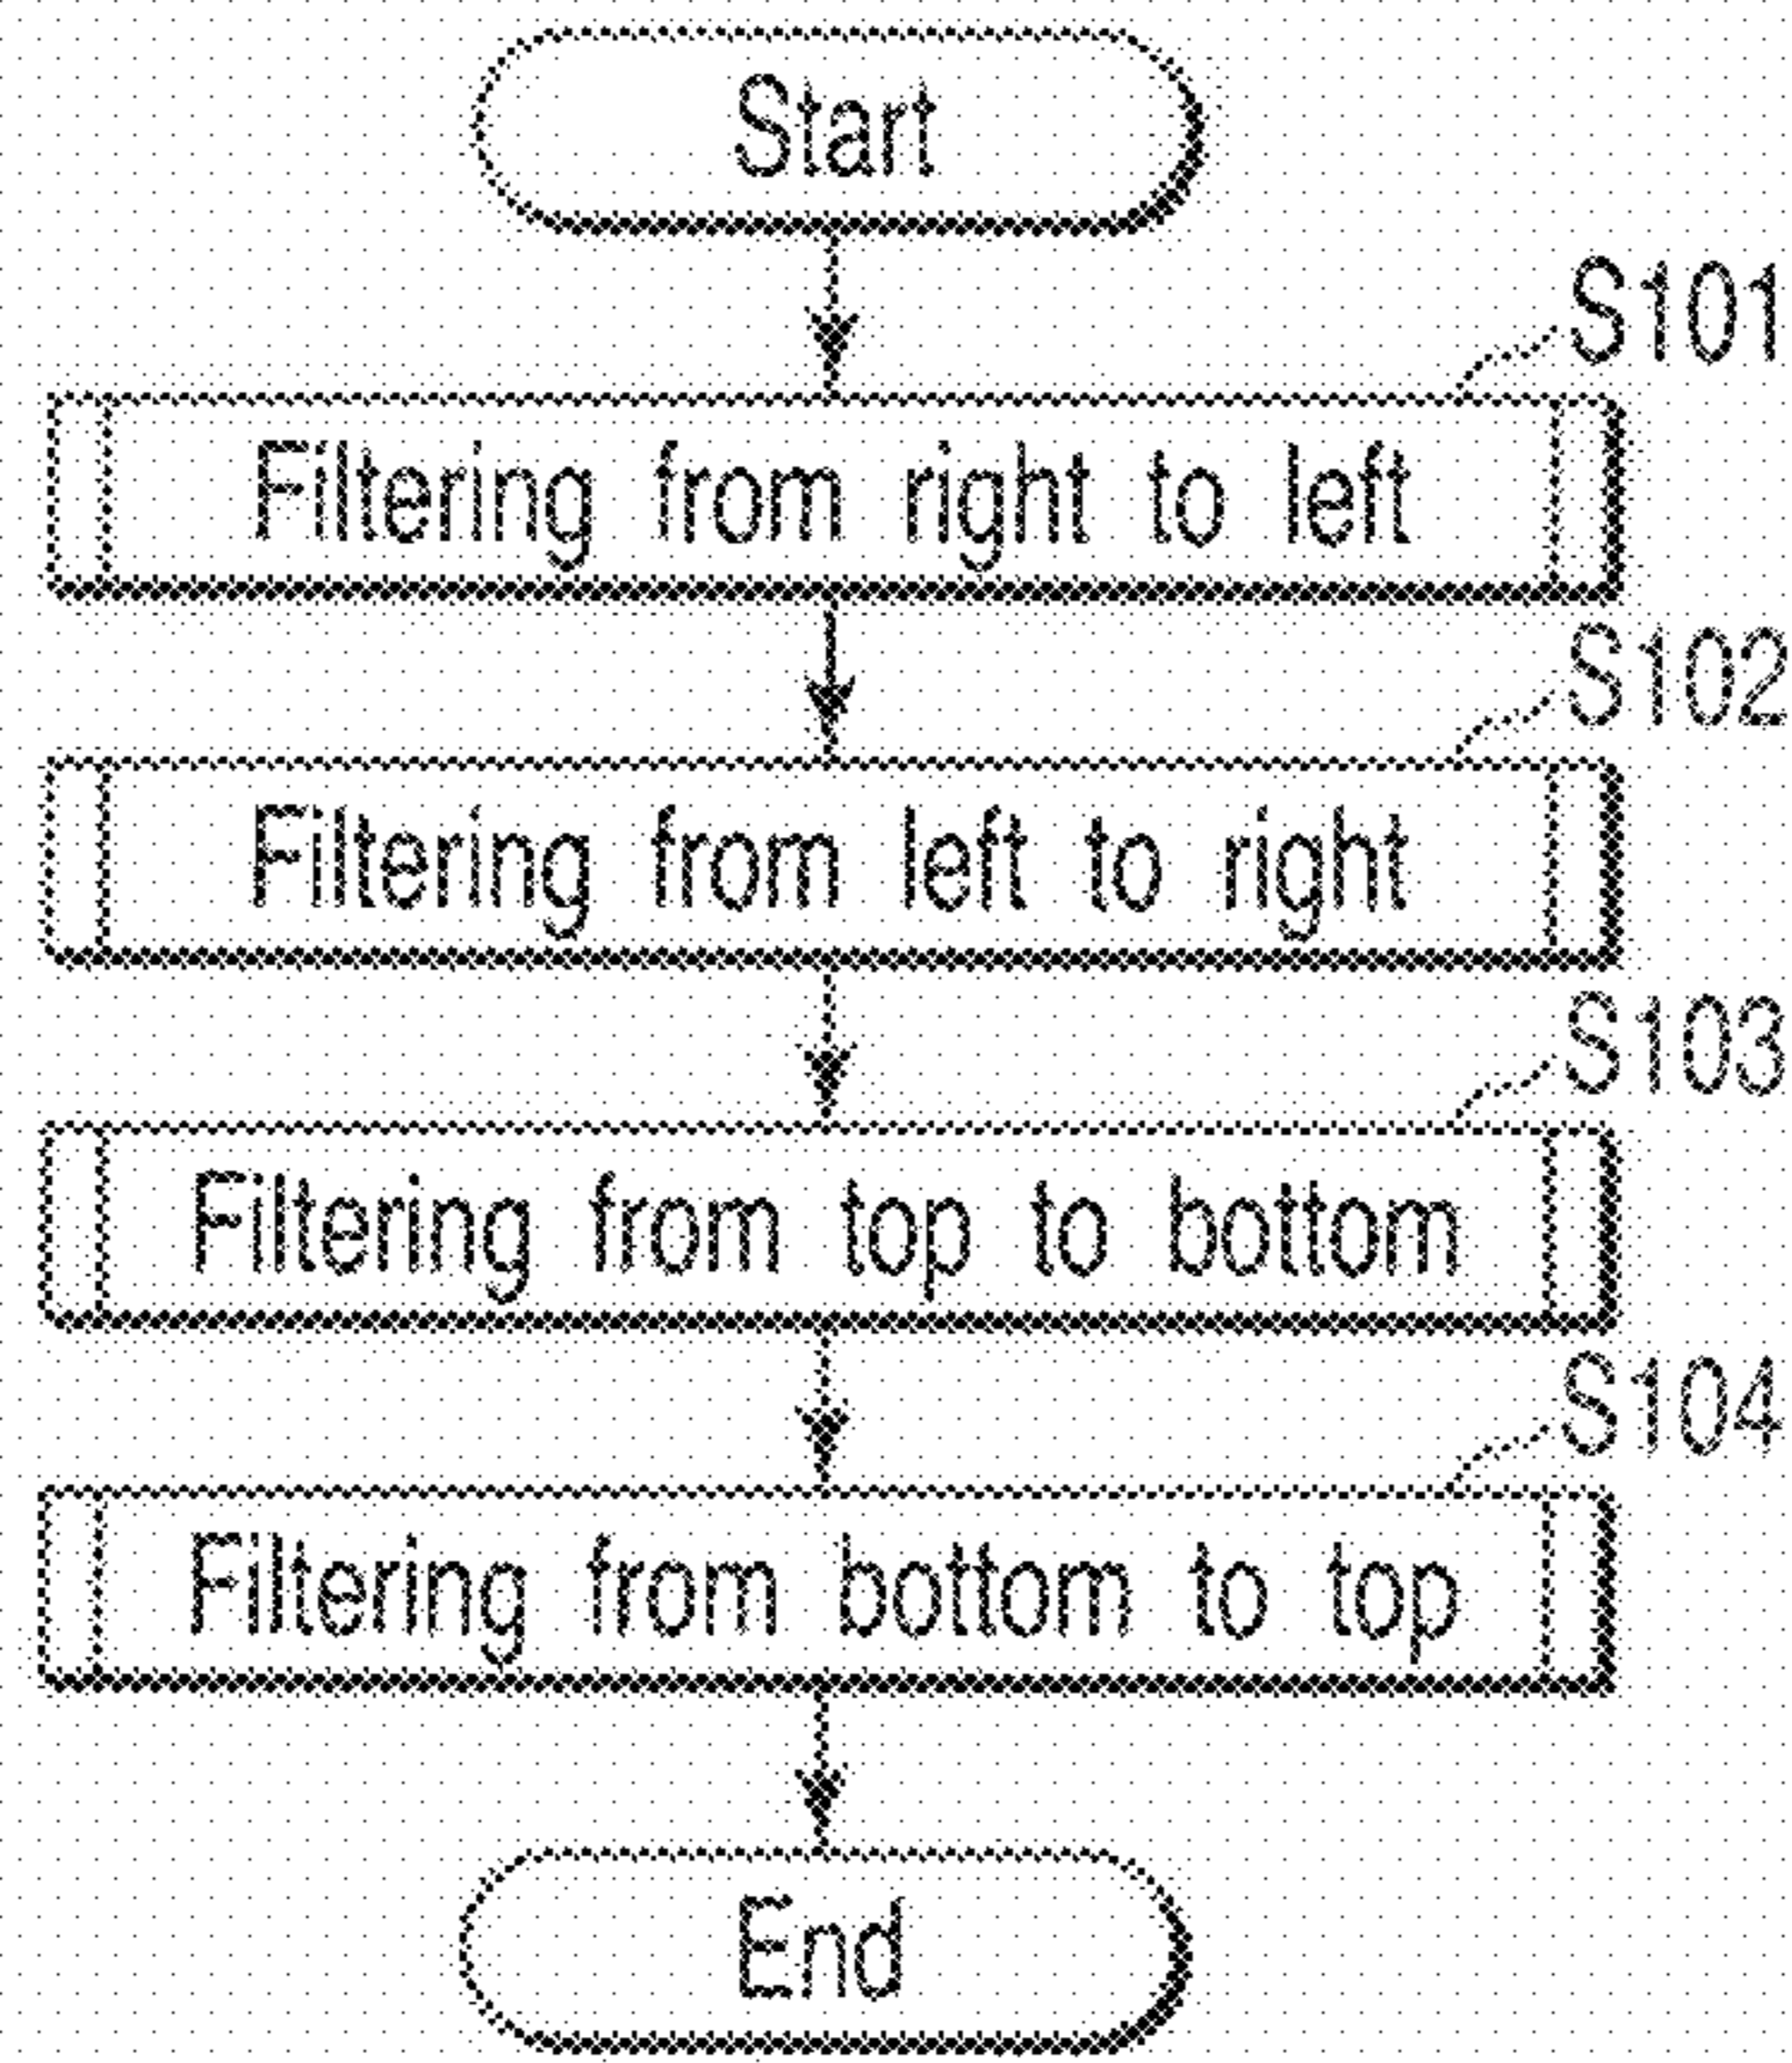 Start
S101
Filtering from right to left
S102
Filtering from left to right
S103
Filtering from top to bottom
S104
Filtering from bottom to top
End